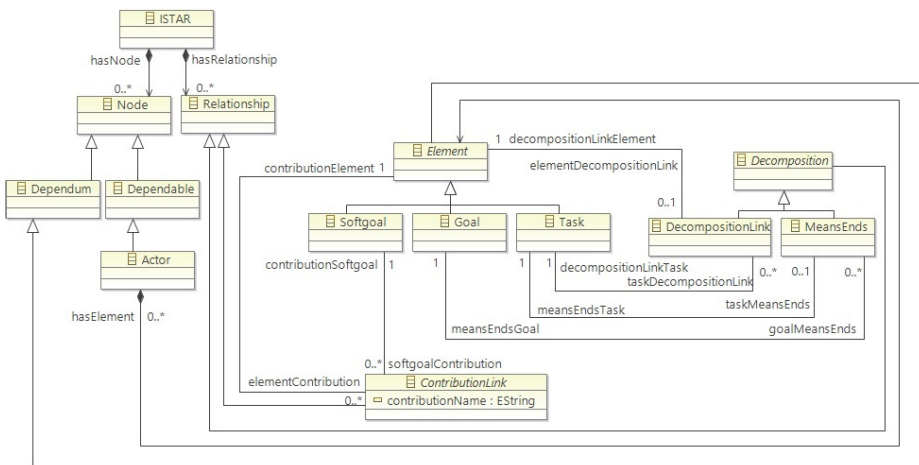 ISTAR
hasNode
hasRelationship
0..*
0..*
Node
Relationship
Element
1 decompositionLinkElement
Decomposition
contributionElement 1
elementDecompositionLink
Dependum
Dependable
0..1
Softgoal
Goal
Task
DecompositionLink
MeansEnds
Actor
contributionSoftgoal
1
1
1
1
decompositionLinkTask
0..*
0..1
0..*
taskDecompositionLink
hasElement
0..*
meansEndsTask
taskMeansEnds
meansEndsGoal
goalMeansEnds
0..* softgoalContribution
elementContribution
ContributionLink
0..*
contributionName : EString